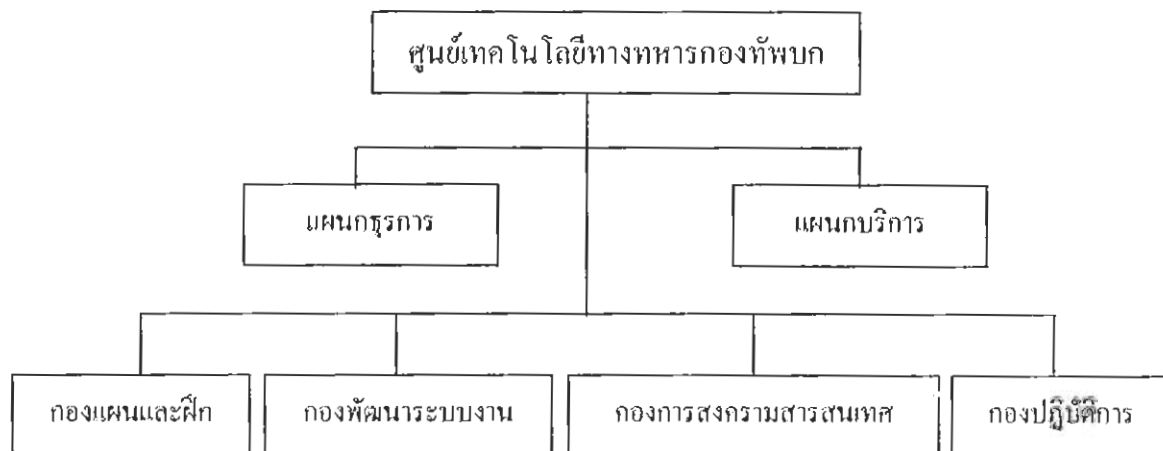 ศูนย์เทคโนโลยีทางทหารกองทัพบก
แผนกธุรการ
แผนกบริการ
กองแผนและฝึก
กองพัฒนาระบบงาน
กองการสงครามสารสนเทศ
กองปฏิบัติการ